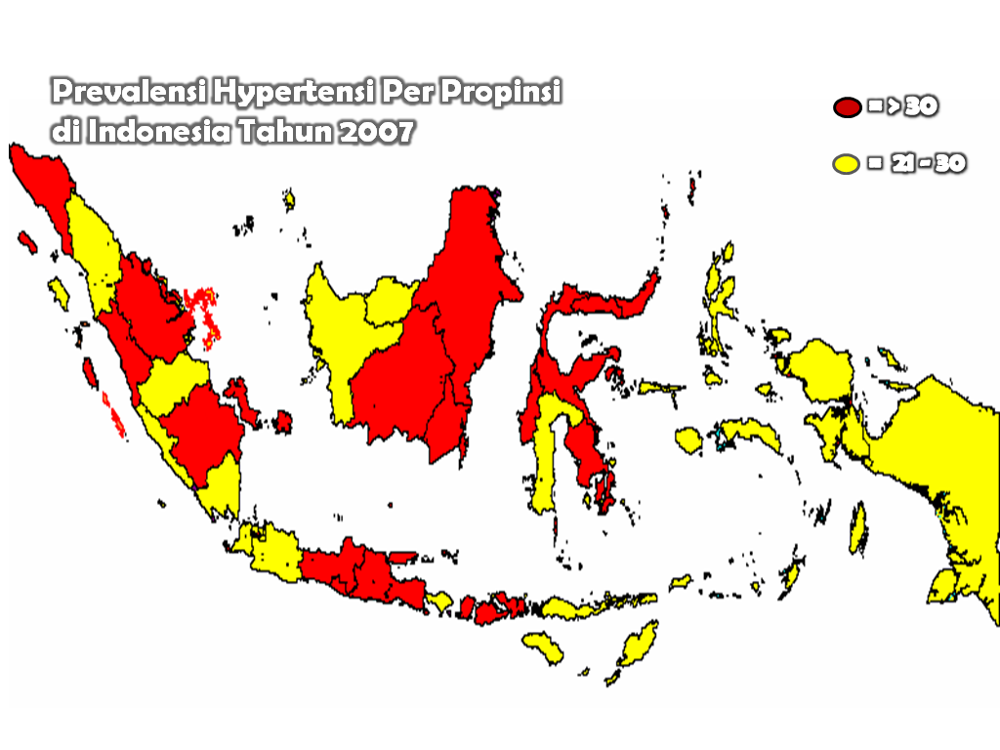 Prevalensi Hypertensi Per Propinsi
di Indonesia Tahun 2007
= > 30
= 21 - 30